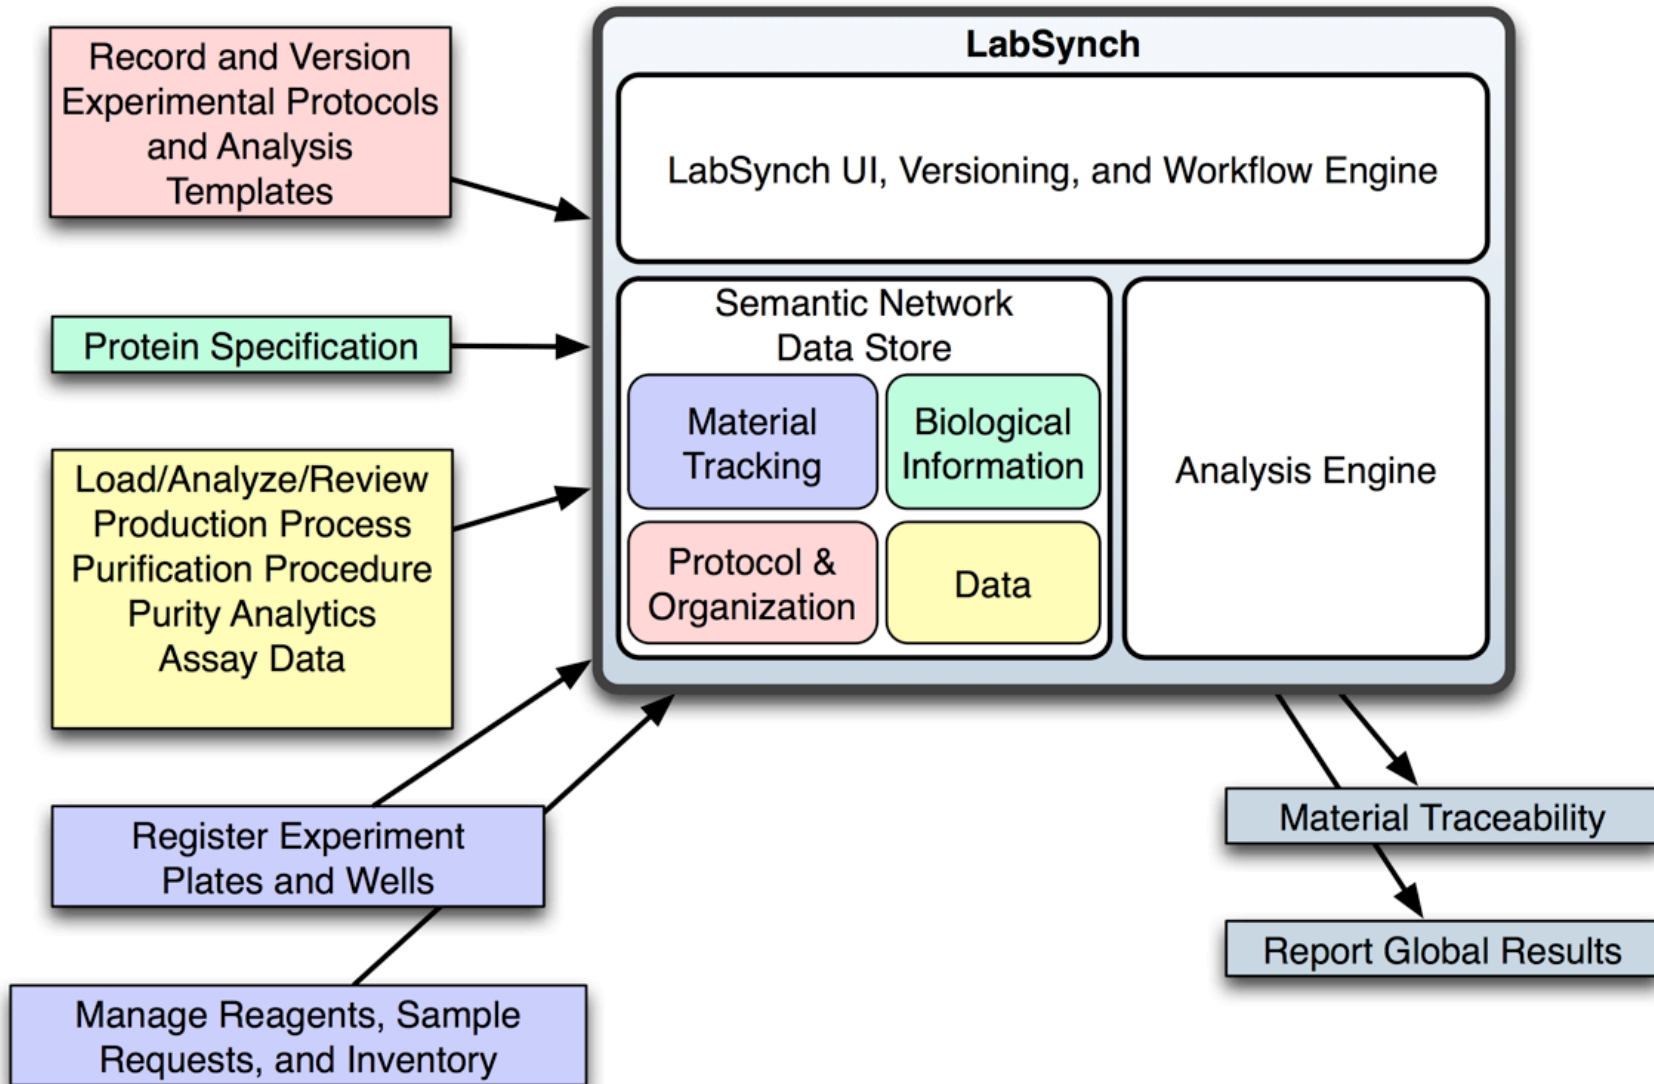 Record and Version
Experimental Protocols
and Analysis
Templates
Protein Specification
Load/Analyze/Review
Production Process
Purification Procedure
Purity Analytics
Assay Data
Register Experiment
Plates and Wells
Manage Reagents, Sample
Requests, and Inventory
LabSynch
LabSynch UI, Versioning, and Workflow Engine
Semantic Network
Data Store
Material
Tracking
Biological
Information
Protocol &
Organization
Data
Analysis Engine
Material Traceability
Report Global Results